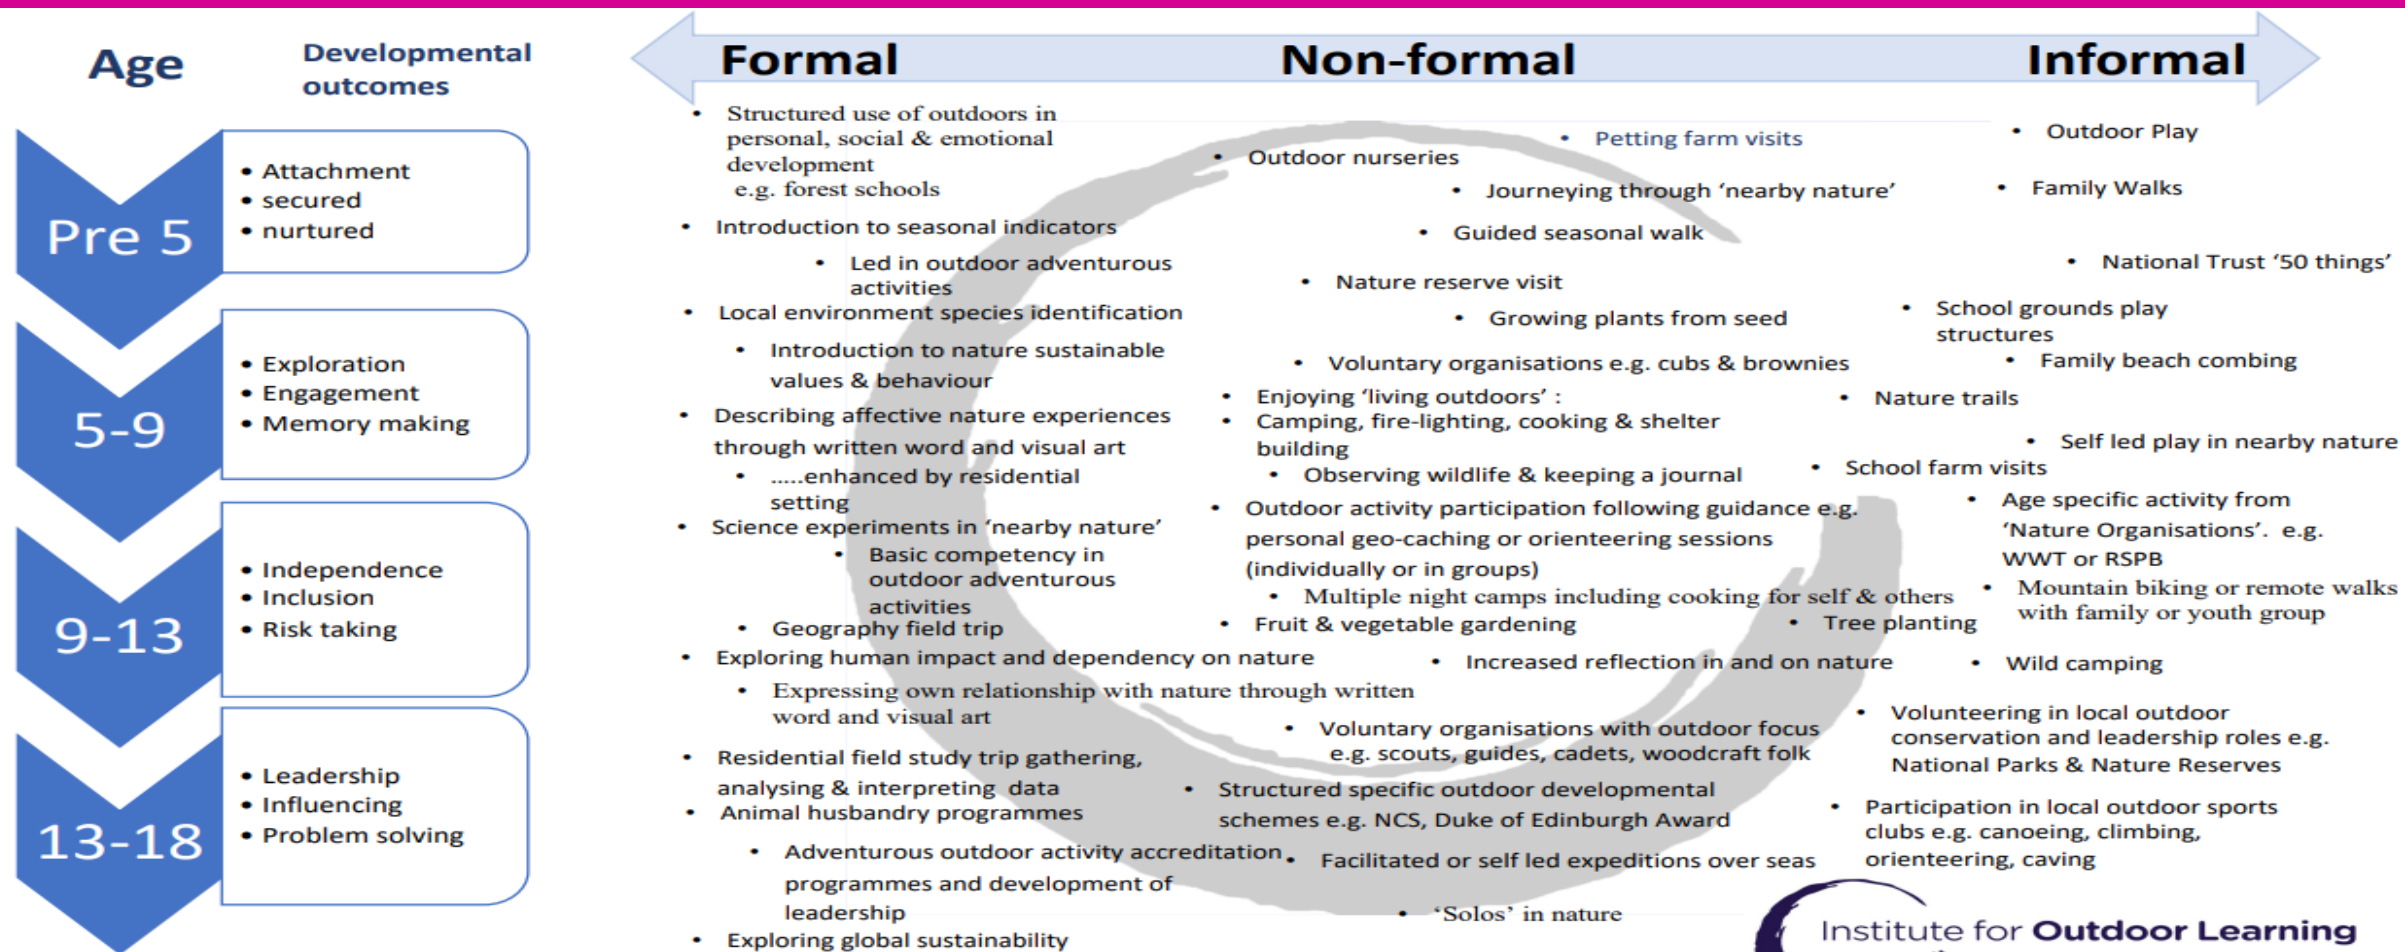 Age
Developmental
outcomes
Formal
Non-formal
Informal
Pre 5
• Attachment
• secured
• nurtured
5-9
• Exploration
• Engagement
• Memory making
9-13
• Independence
• Inclusion
• Risk taking
13-18
• Leadership
• Influencing
• Problem solving
• Structured use of outdoors in
personal, social & emotional
development
e.g. forest schools
• Introduction to seasonal indicators
• Led in outdoor adventurous
activities
• Local environment species identification
• Introduction to nature sustainable
values & behaviour
• Describing affective nature experiences
through written word and visual art
• .....enhanced by residential
setting
• Science experiments in ‘nearby nature’
• Basic competency in
outdoor adventurous
activities
• Geography field trip
• Exploring human impact and dependency on nature
• Expressing own relationship with nature through written
word and visual art
• Residential field study trip gathering,
analysing & interpreting data
• Animal husbandry programmes
• Adventurous outdoor activity accreditation
programmes and development of
leadership
• Exploring global sustainability
• Petting farm visits
• Outdoor nurseries
• Journeying through ‘nearby nature’
• Guided seasonal walk
• Nature reserve visit
• Growing plants from seed
• Voluntary organisations e.g. cubs & brownies
• Enjoying ‘living outdoors’ :
• Camping, fire-lighting, cooking & shelter
building
• Observing wildlife & keeping a journal
• Outdoor activity participation following guidance e.g.
personal geo-caching or orienteering sessions
(individually or in groups)
• Multiple night camps including cooking for self & others
• Fruit & vegetable gardening
• Tree planting
• Increased reflection in and on nature
• Voluntary organisations with outdoor focus
e.g. scouts, guides, cadets, woodcraft folk
• Structured specific outdoor developmental
schemes e.g. NCS, Duke of Edinburgh Award
• Facilitated or self led expeditions over seas
• ‘Solos’ in nature
• Outdoor Play
• Family Walks
• National Trust ‘50 things’
• School grounds play
structures
• Family beach combing
• Nature trails
• Self led play in nearby nature
• School farm visits
• Age specific activity from
‘Nature Organisations’. e.g.
WWT or RSPB
• Mountain biking or remote walks
with family or youth group
• Wild camping
• Volunteering in local outdoor
conservation and leadership roles e.g.
National Parks & Nature Reserves
• Participation in local outdoor sports
clubs e.g. canoeing, climbing,
orienteering, caving
Institute for Outdoor Learning